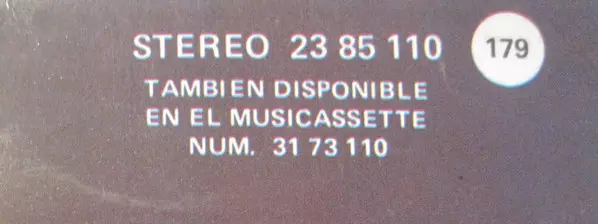 STEREO 23 85 110 179
TAMBIEN DISPONIBLE
EN EL MUSICASSETTE
NUM. 31 73 110